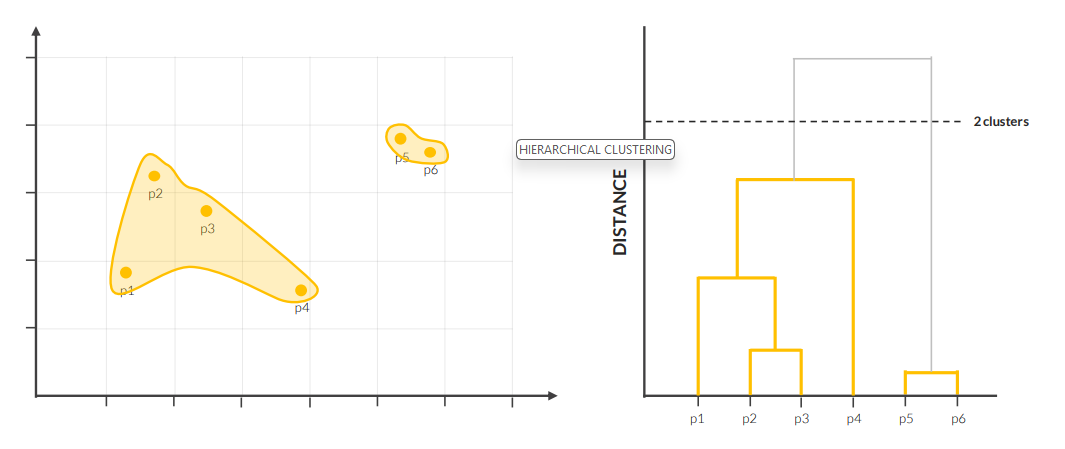 p5
p6
p2
p3
p1
p4
HIERARCHICAL CLUSTERING
2 clusters
DISTANCE
p1 p2 p3 p4 p5 p6